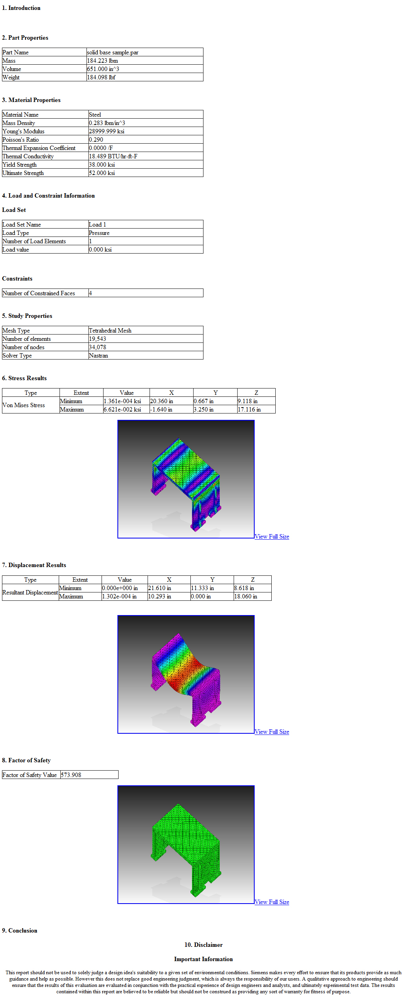 1. Introduction
2. Part Properties
Part Name solid base sample.par
Mass 184.223 lbm
Volume 651.000 in^3
Weight 184.098 lbf
3. Material Properties
Material Name Steel
Mass Density 0.283 lbm/in^3
Young's Modulus 28999.999 ksi
Poisson's Ratio 0.290
Thermal Expansion Coefficient 0.0000 /F
Thermal Conductivity 18.489 BTU/hr-ft-F
Yield Strength 38.000 ksi
Ultimate Strength 52.000 ksi
4. Load and Constraint Information
Load Set
Load Set Name Load 1
Load Type Pressure
Number of Load Elements 1
Load value 0.000 ksi
Constraints
Number of Constrained Faces 4
5. Study Properties
Mesh Type Tetrahedral Mesh
Number of elements 19,543
Number of nodes 34,078
Solver Type Nastran
6. Stress Results
Type Extent Value X Y Z
Von Mises Stress Minimum 1.361e-004 ksi 20.360 in 0.667 in 9.118 in
Maximum 6.621e-002 ksi -1.640 in 3.250 in 17.116 in
View Full Size
7. Displacement Results
Type Extent Value X Y Z
Resultant Displacement Minimum 0.000e+000 in 21.610 in 11.333 in 8.618 in
Maximum 1.302e-004 in 10.293 in 0.000 in 18.060 in
View Full Size
8. Factor of Safety
Factor of Safety Value 573.908
View Full Size
9. Conclusion
10. Disclaimer
Important Information
This report should not be used to solely judge a design idea's suitability to a given set of environmental conditions. Siemens makes every effort to ensure that its products provide as much
guidance and help as possible. However this does not replace good engineering judgment, which is always the responsibility of our users. A qualitative approach to engineering should
ensure that the results of this evaluation are evaluated in conjunction with the practical experience of design engineers and analysts, and ultimately experimental test data. The results
contained within this report are believed to be reliable but should not be construed as providing any sort of warranty for fitness of purpose.